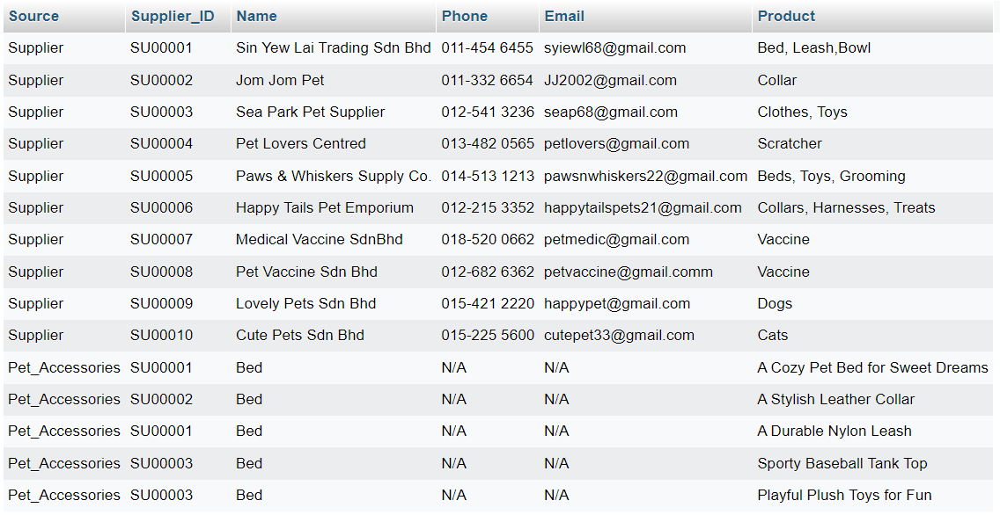 Source Supplier_ID Name Phone Email Product
Supplier SU00001 Sin Yew Lai Trading Sdn Bhd 011-454 6455 syiewl68@gmail.com Bed, Leash,Bowl
Supplier SU00002 Jom Jom Pet 011-332 6654 JJ2002@gmail.com Collar
Supplier SU00003 Sea Park Pet Supplier 012-541 3236 seap68@gmail.com Clothes, Toys
Supplier SU00004 Pet Lovers Centred 013-482 0565 petlovers@gmail.com Scratcher
Supplier SU00005 Paws & Whiskers Supply Co. 014-513 1213 pawsnwhiskers22@gmail.com Beds, Toys, Grooming
Supplier SU00006 Happy Tails Pet Emporium 012-215 3352 happytailspets21@gmail.com Collars, Harnesses, Treats
Supplier SU00007 Medical Vaccine SdnBhd 018-520 0662 petmedic@gmail.com Vaccine
Supplier SU00008 Pet Vaccine Sdn Bhd 012-682 6362 petvaccine@gmail.comm Vaccine
Supplier SU00009 Lovely Pets Sdn Bhd 015-421 2220 happypet@gmail.com Dogs
Supplier SU00010 Cute Pets Sdn Bhd 015-225 5600 cutepet33@gmail.com Cats
Pet_Accessories SU00001 Bed N/A N/A A Cozy Pet Bed for Sweet Dreams
Pet_Accessories SU00002 Bed N/A N/A A Stylish Leather Collar
Pet_Accessories SU00001 Bed N/A N/A A Durable Nylon Leash
Pet_Accessories SU00003 Bed N/A N/A Sporty Baseball Tank Top
Pet_Accessories SU00003 Bed N/A N/A Playful Plush Toys for Fun